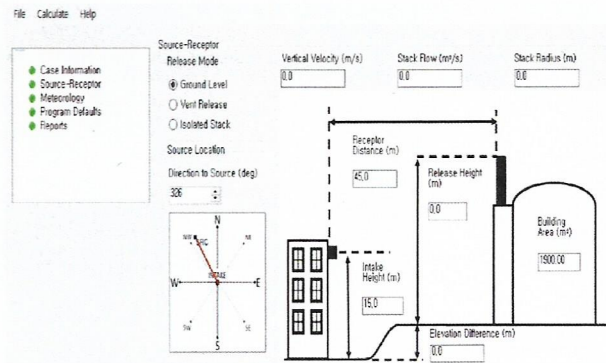 File Calculate Help
Case Information
Source-Receptor
Meteorology
Program Defaults
Reports
Source-Receptor
Release Mode
Ground Level
Vent Release
Isolated Stack
Source Location
Direction to Source (deg)
326
N
NW
NE
SRC
W
INTAKE
E
SW
SE
S
Vertical Velocity (m/s)
0.0
Stack Flow (m³/s)
0.0
Stack Radius (m)
0.0
Receptor
Distance (m)
45.0
Release Height
(m)
0.0
Building
Area (m²)
1900.00
Intake
Height (m)
15.0
Elevation Difference (m)
0.0